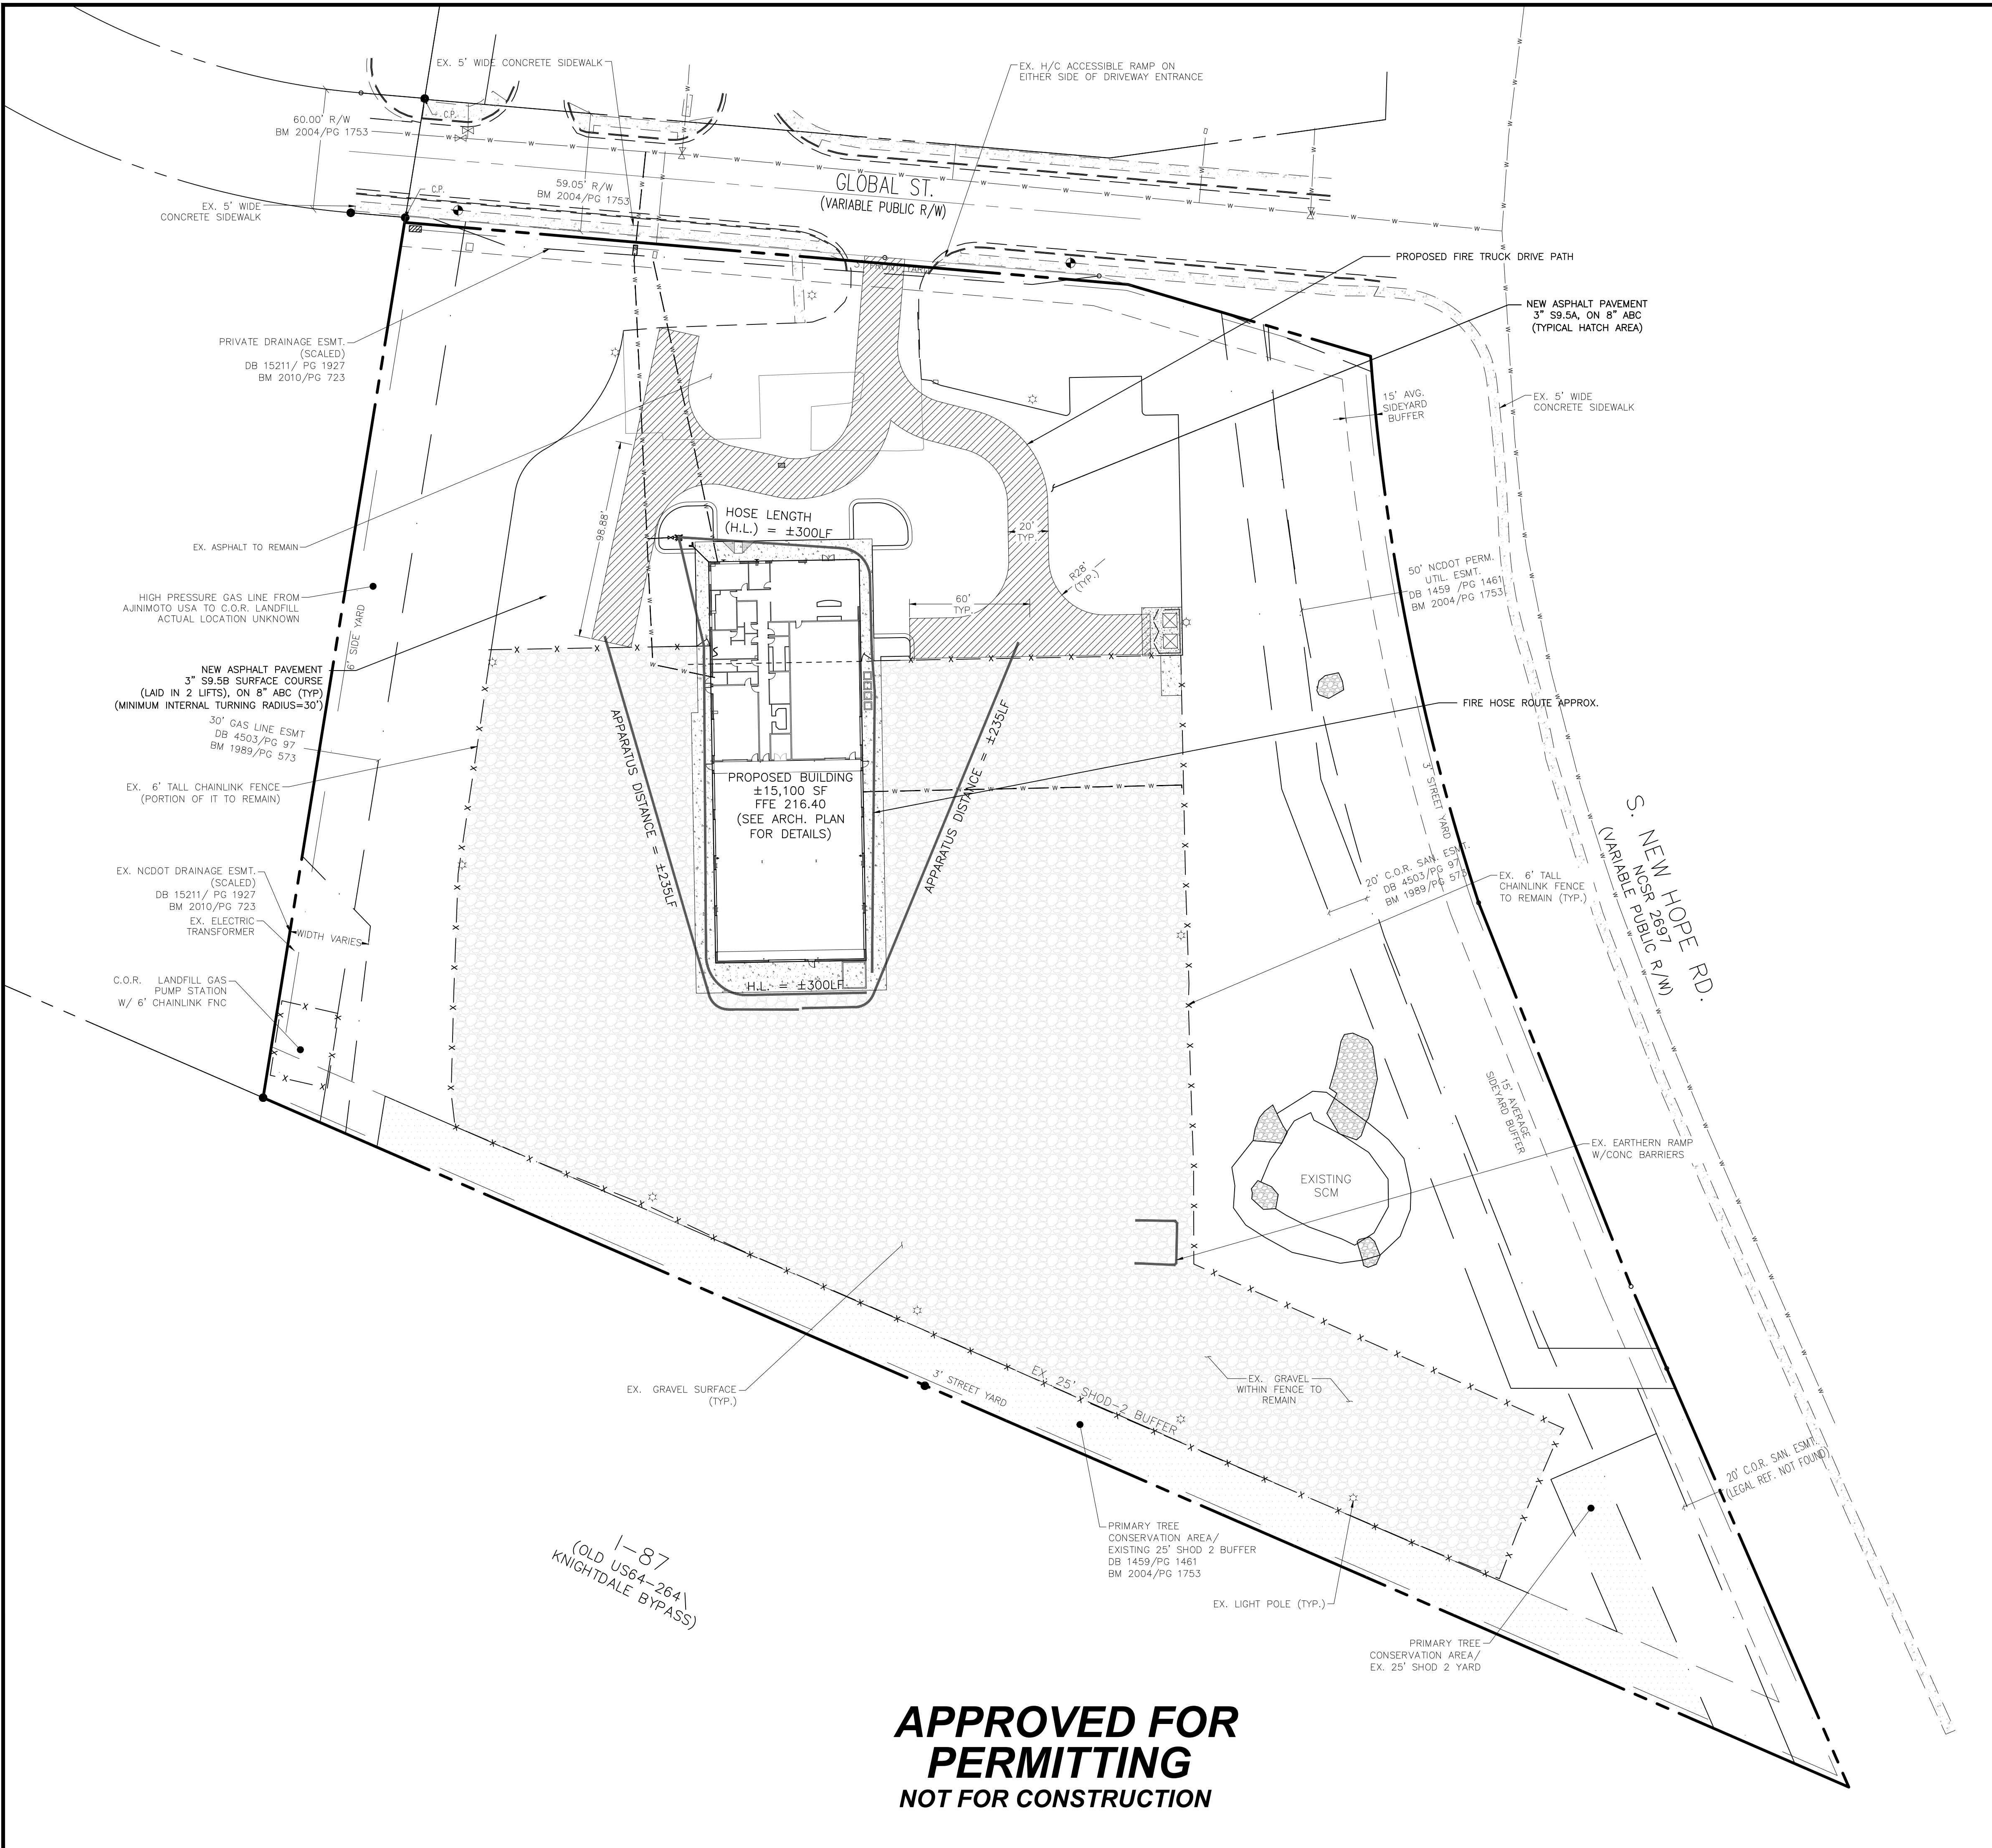 EX. 5' WIDE CONCRETE SIDEWALK
EX. H/C ACCESSIBLE RAMP ON
EITHER SIDE OF DRIVEWAY ENTRANCE
60.00' R/W
BM 2004/PG 1753
C.P.
GLOBAL ST.
(VARIABLE PUBLIC R/W)
59.05' R/W
BM 2004/PG 1753
C.P.
EX. 5' WIDE
CONCRETE SIDEWALK
PROPOSED FIRE TRUCK DRIVE PATH
NEW ASPHALT PAVEMENT
3" S9.5A, ON 8" ABC
(TYPICAL HATCH AREA)
PRIVATE DRAINAGE ESMT.
(SCALED)
DB 15211/ PG 1927
BM 2010/PG 723
15' AVG.
SIDEYARD
BUFFER
EX. 5' WIDE
CONCRETE SIDEWALK
98.88'
HOSE LENGTH
(H.L.) = ±300LF
20'
TYP.
EX. ASPHALT TO REMAIN
R28'
(TYP.)
60'
TYP.
50' NCDOT PERM.
UTIL. ESMT.
DB 1459 /PG 1461
BM 2004/PG 1753
HIGH PRESSURE GAS LINE FROM
AJINIMOTO USA TO C.O.R. LANDFILL
ACTUAL LOCATION UNKNOWN
6' SIDE YARD
NEW ASPHALT PAVEMENT
3" S9.5B SURFACE COURSE
(LAID IN 2 LIFTS), ON 8" ABC (TYP)
(MINIMUM INTERNAL TURNING RADIUS=30')
30' GAS LINE ESMT
DB 4503/PG 97
BM 1989/PG 573
FIRE HOSE ROUTE APPROX.
APPARATUS DISTANCE = ±235LF
APPARATUS DISTANCE = ±235LF
EX. 6' TALL CHAINLINK FENCE
(PORTION OF IT TO REMAIN)
PROPOSED BUILDING
±15,100 SF
FFE 216.40
(SEE ARCH. PLAN
FOR DETAILS)
3' STREET YARD
S. NEW HOPE RD.
NCSR 2697
(VARIABLE PUBLIC R/W)
20' C.O.R. SAN. ESMT.
DB 4503/PG 97
BM 1989/PG 573
EX. 6' TALL
CHAINLINK FENCE
TO REMAIN (TYP.)
EX. NCDOT DRAINAGE ESMT.
(SCALED)
DB 15211/ PG 1927
BM 2010/PG 723
EX. ELECTRIC
TRANSFORMER
WIDTH VARIES
C.O.R. LANDFILL GAS
PUMP STATION
W/ 6' CHAINLINK FNC
H.L. = ±300LF
15' AVERAGE
SIDEYARD BUFFER
EX. EARTHERN RAMP
W/CONC BARRIERS
EXISTING
SCM
EX. GRAVEL SURFACE
(TYP.)
3' STREET YARD
EX. 25' SHOD-2 BUFFER
EX. GRAVEL
WITHIN FENCE TO
REMAIN
20' C.O.R. SAN. ESMT.
(LEGAL REF. NOT FOUND)
I-87
(OLD US64-264\
KNIGHTDALE BYPASS)
PRIMARY TREE
CONSERVATION AREA/
EXISTING 25' SHOD 2 BUFFER
DB 1459/PG 1461
BM 2004/PG 1753
EX. LIGHT POLE (TYP.)
PRIMARY TREE
CONSERVATION AREA/
EX. 25' SHOD 2 YARD
APPROVED FOR
PERMITTING
NOT FOR CONSTRUCTION